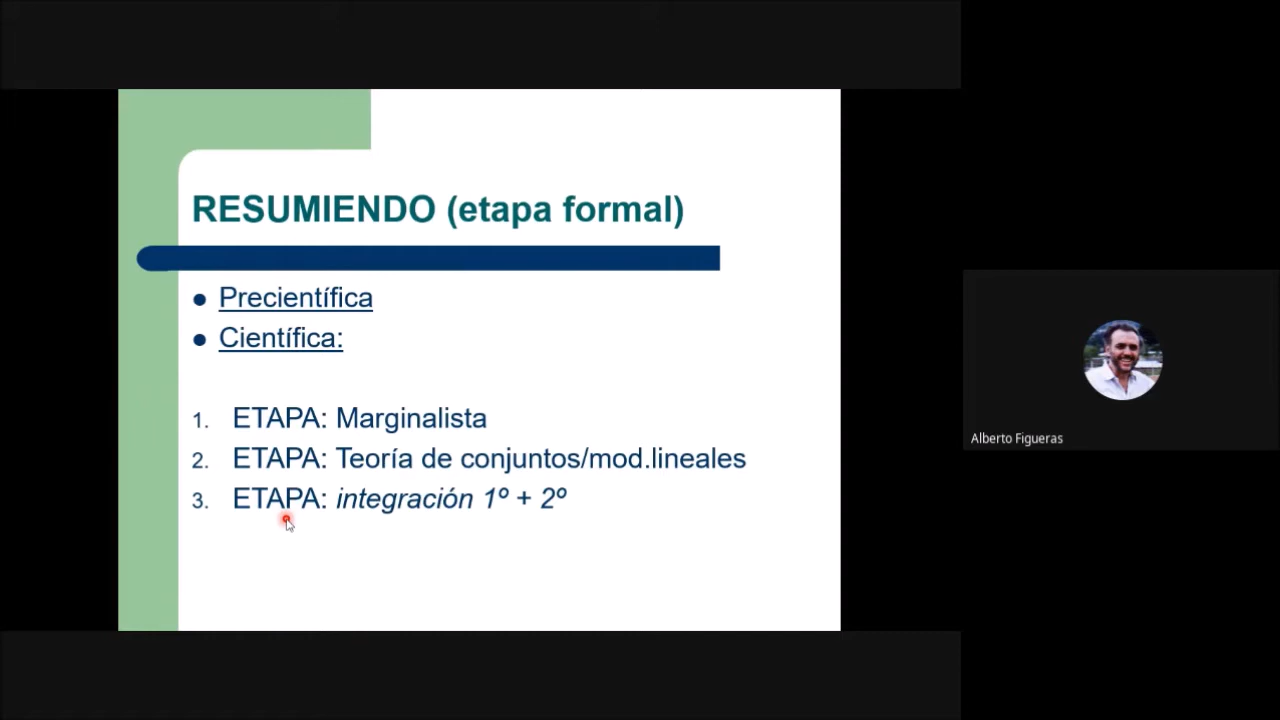 RESUMIENDO (etapa formal)
● Precientífica
● Científica:
1. ETAPA: Marginalista
2. ETAPA: Teoría de conjuntos/mod.lineales
3. ETAPA: integración 1º + 2º
Alberto Figueras